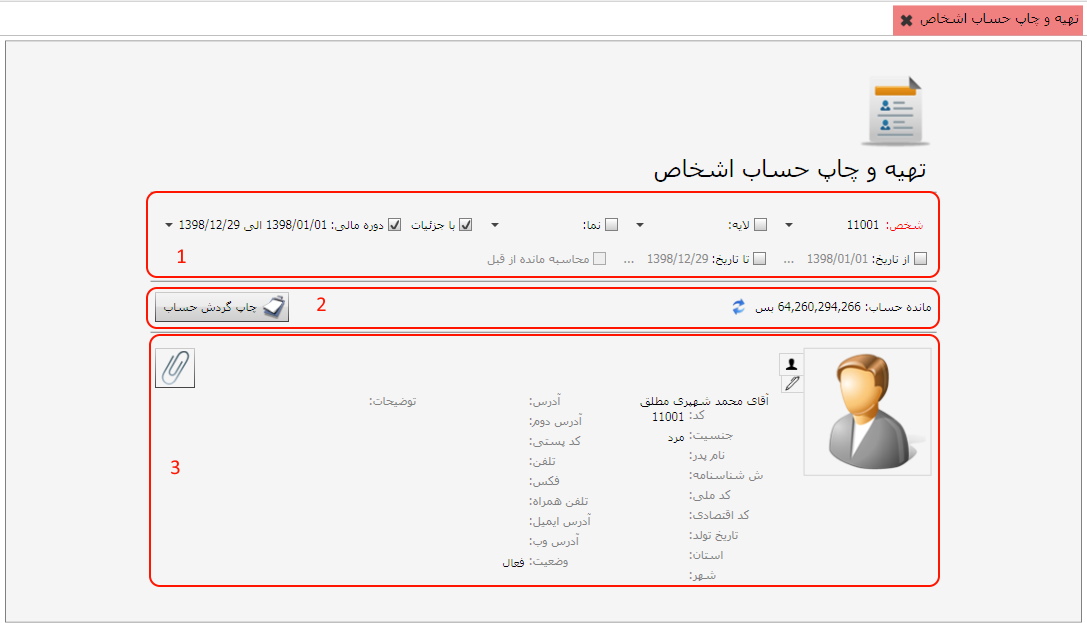 تهیه و چاپ حساب اشخاص
تهیه و چاپ حساب اشخاص
شخص: 11001 لایه: نما: با جزئیات دوره مالی: 1398/01/01 الی 1398/12/29
از تاریخ: 1398/01/01 ... تا تاریخ: 1398/12/29 ... محاسبه مانده از قبل
1
مانده حساب: 64,260,294,266 بس
2
چاپ گردش حساب
آقای محمد شهیری مطلق
کد: 11001
جنسیت: مرد
نام پدر:
ش شناسنامه:
کد ملی:
کد اقتصادی:
تاریخ تولد:
استان:
شهر:
آدرس:
آدرس دوم:
کد پستی:
تلفن:
فکس:
تلفن همراه:
آدرس ایمیل:
آدرس وب:
وضعیت: فعال
توضیحات:
3